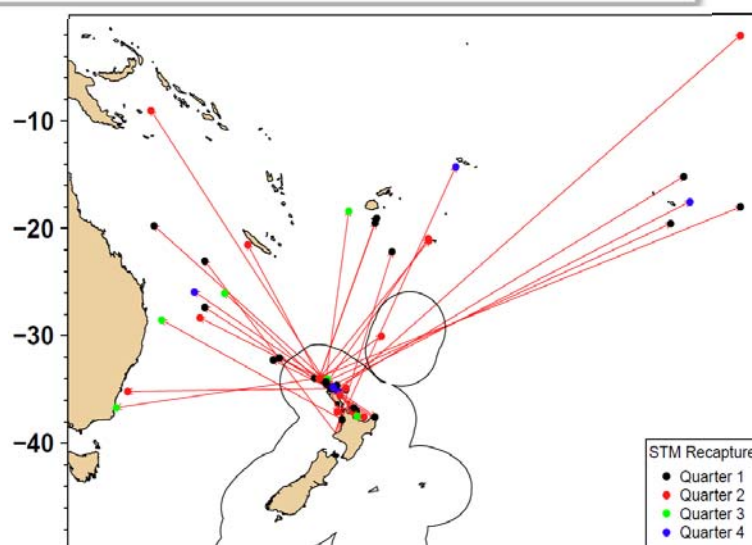 −10
−20
−30
−40
STM Recapture
Quarter 1
Quarter 2
Quarter 3
Quarter 4